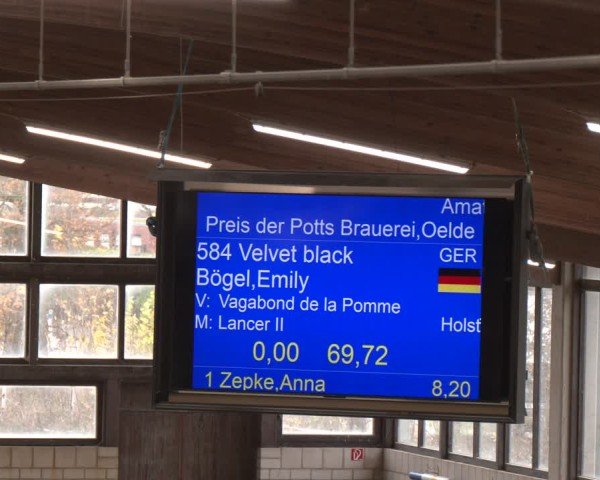 Ama
Preis der Potts Brauerei,Oelde
584 Velvet black GER
Bögel,Emily
V: Vagabond de la Pomme
M: Lancer II Holst
0,00 69,72
1 Zepke,Anna 8,20